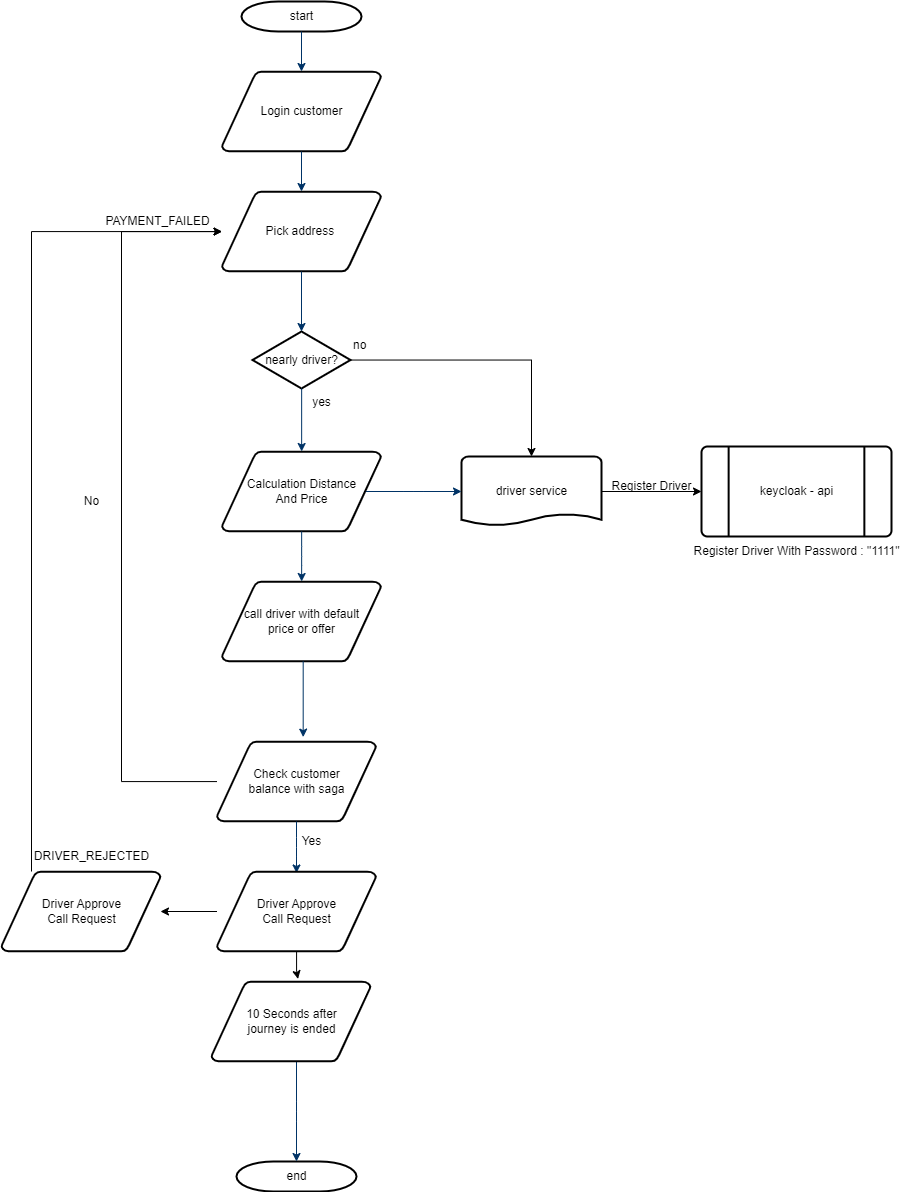 start
Login customer
PAYMENT_FAILED
Pick address
nearly driver?
no
yes
Calculation Distance
And Price
driver service
Register Driver
keycloak - api
Register Driver With Password : "1111"
No
call driver with default
price or offer
Check customer
balance with saga
Yes
DRIVER_REJECTED
Driver Approve
Call Request
Driver Approve
Call Request
10 Seconds after
journey is ended
end